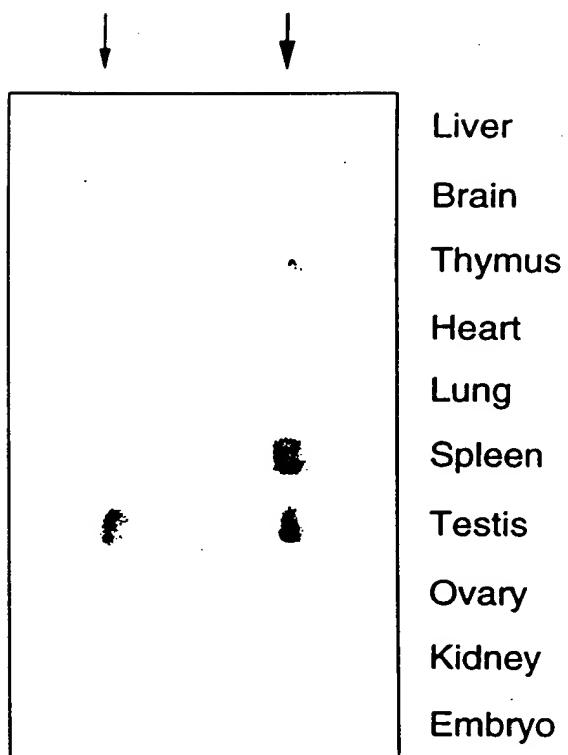 Liver
Brain
Thymus
Heart
Lung
Spleen
Testis
Ovary
Kidney
Embryo